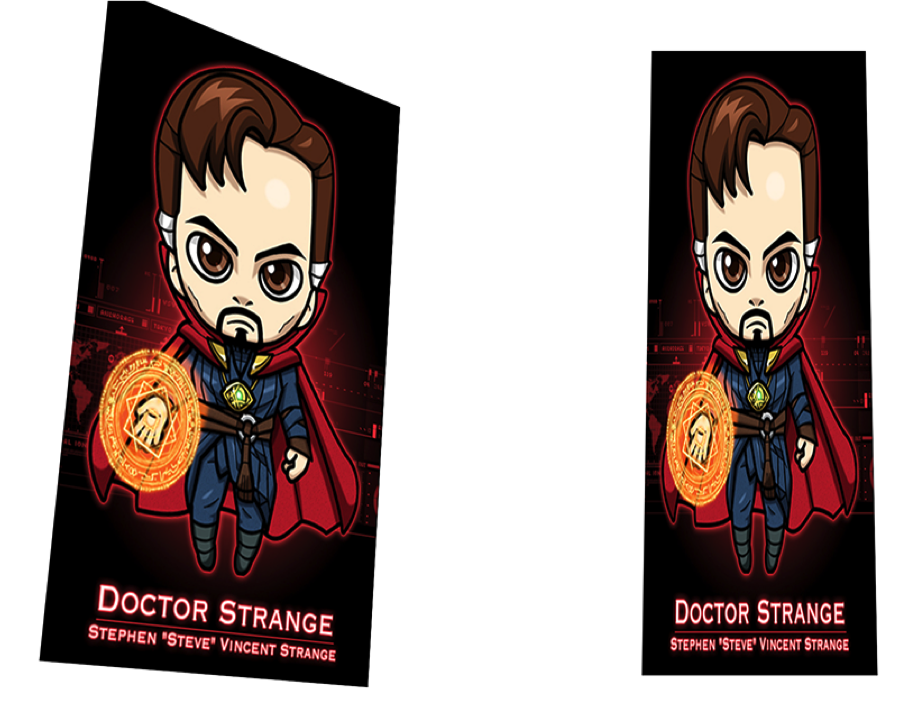 DOCTOR STRANGE
STEPHEN "STEVE" VINCENT STRANGE
DOCTOR STRANGE
STEPHEN "STEVE" VINCENT STRANGE